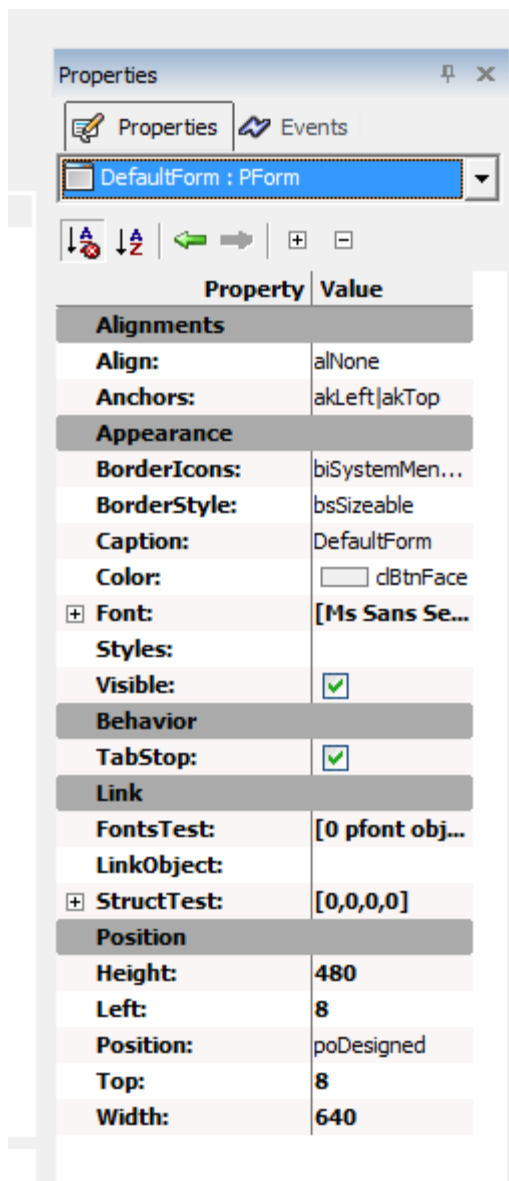 Properties
Properties Events
DefaultForm : PForm
Property Value
Alignments
Align: alNone
Anchors: akLeft|akTop
Appearance
BorderIcons: biSystemMen...
BorderStyle: bsSizeable
Caption: DefaultForm
Color: clBtnFace
Font: [Ms Sans Se...
Styles:
Visible:
Behavior
TabStop:
Link
FontsTest: [0 pfont obj...
LinkObject:
StructTest: [0,0,0,0]
Position
Height: 480
Left: 8
Position: poDesigned
Top: 8
Width: 640